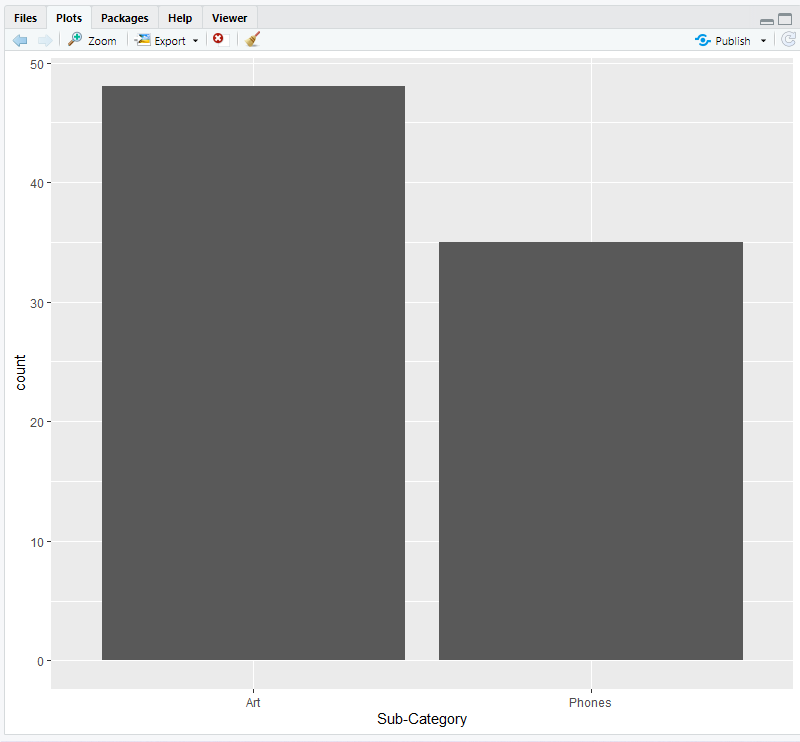 Files Plots Packages Help Viewer
Zoom Export Publish
50
40
30
20
10
0
count
Art Phones
Sub-Category